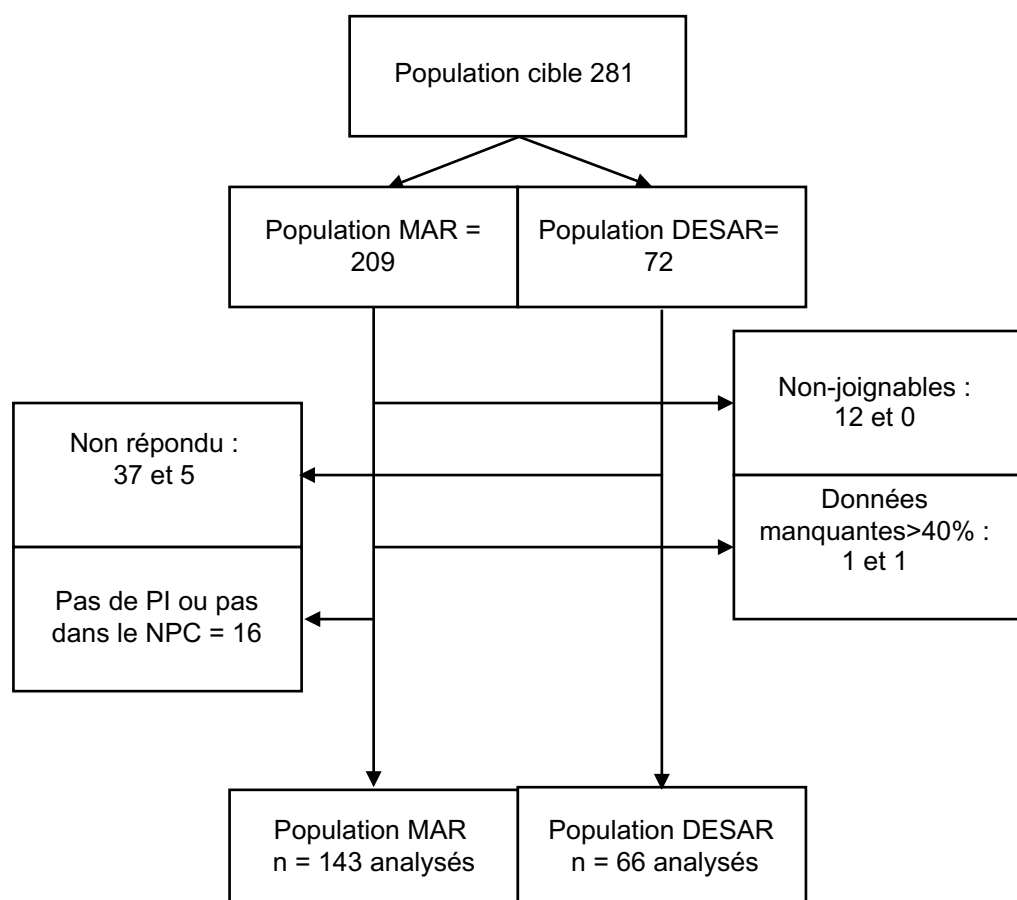 Population cible 281
Population MAR =
209
Population DESAR=
72
Non-joignables :
12 et 0
Non répondu :
37 et 5
Données
manquantes>40% :
1 et 1
Pas de PI ou pas
dans le NPC = 16
Population MAR
n = 143 analysés
Population DESAR
n = 66 analysés